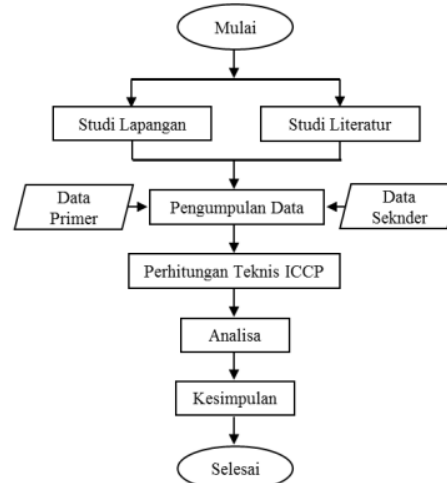 Mulai
Studi Lapangan
Studi Literatur
Data
Primer
Pengumpulan Data
Data
Seknder
Perhitungan Teknis ICCP
Analisa
Kesimpulan
Selesai